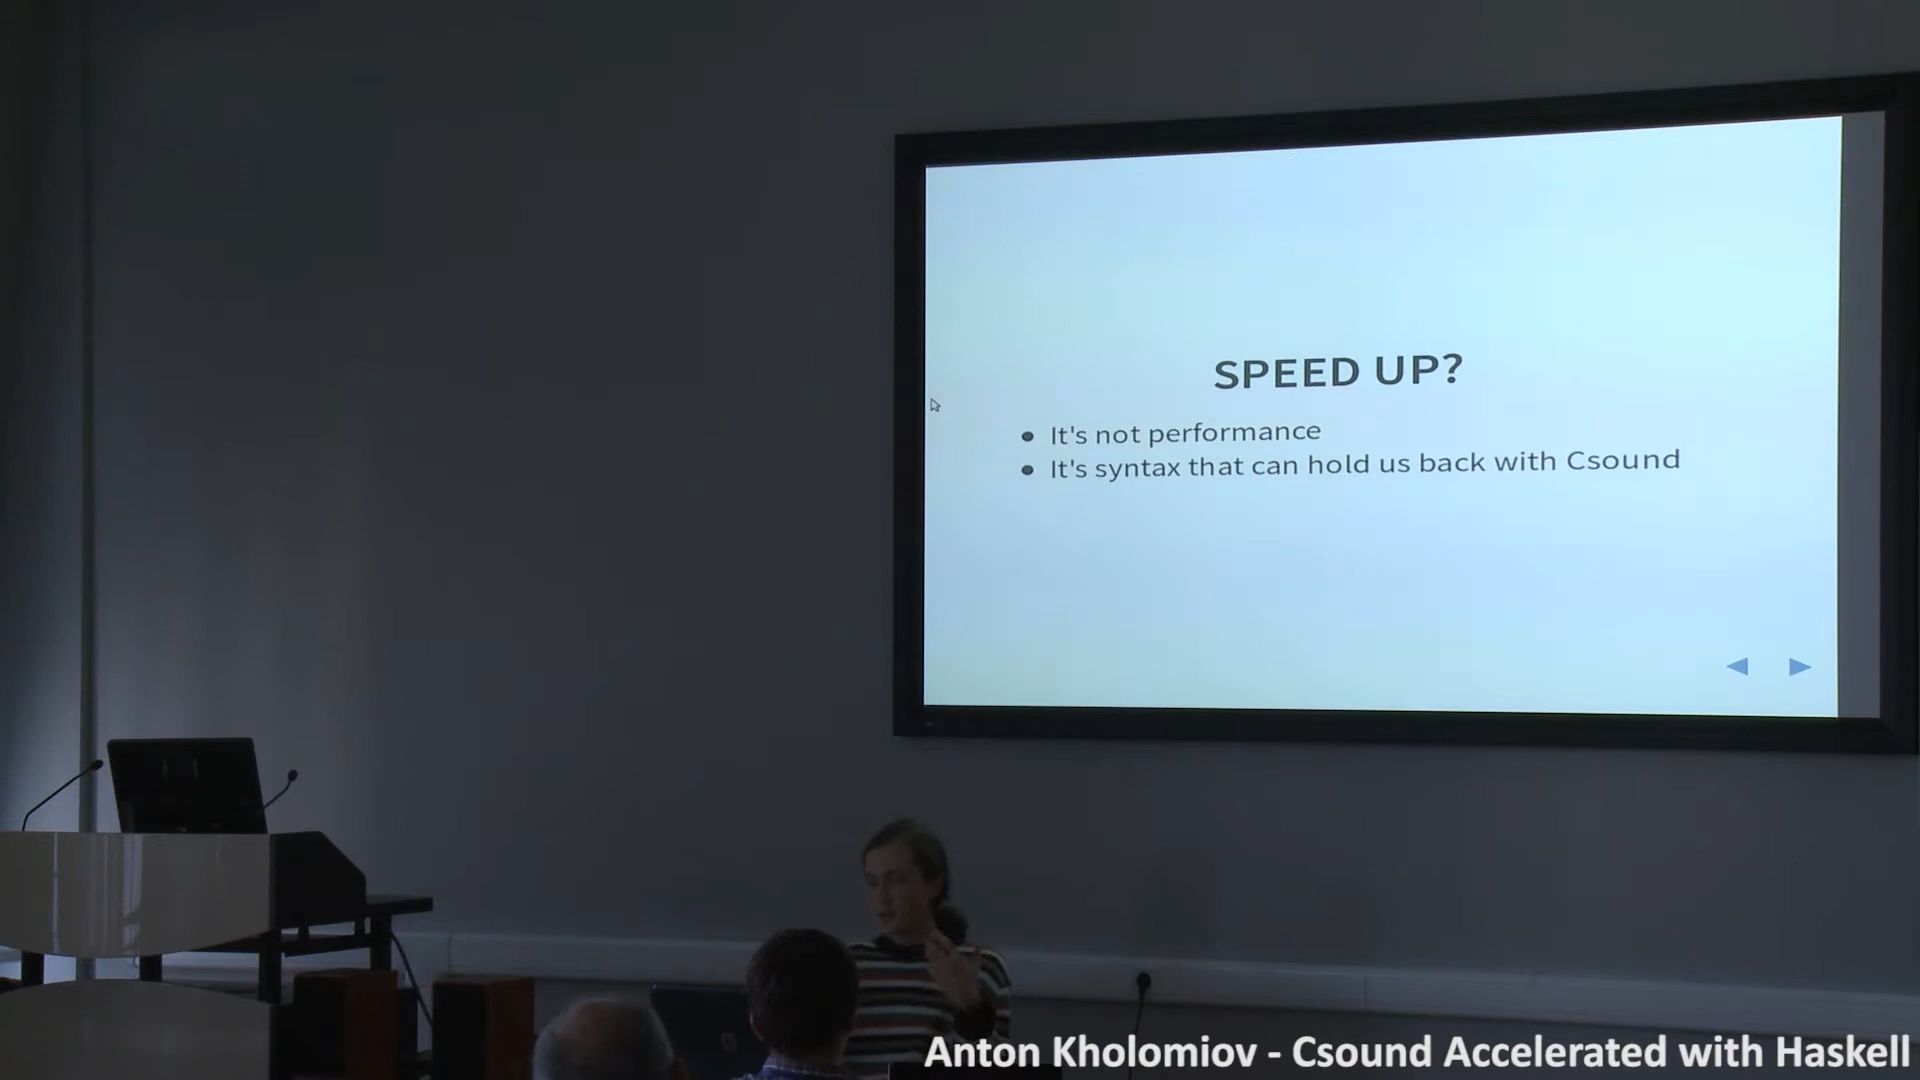 SPEED UP?
It's not performance
It's syntax that can hold us back with Csound
Anton Kholomiov - Csound Accelerated with Haskell